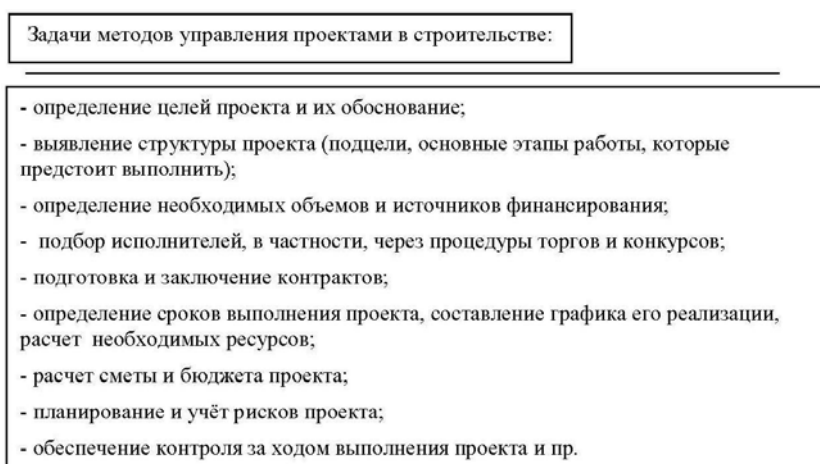 Задачи методов управления проектами в строительстве:
- определение целей проекта и их обоснование;
- выявление структуры проекта (подцели, основные этапы работы, которые
предстоит выполнить);
- определение необходимых объемов и источников финансирования;
- подбор исполнителей, в частности, через процедуры торгов и конкурсов;
- подготовка и заключение контрактов;
- определение сроков выполнения проекта, составление графика его реализации,
расчет необходимых ресурсов;
- расчет сметы и бюджета проекта;
- планирование и учёт рисков проекта;
- обеспечение контроля за ходом выполнения проекта и пр.